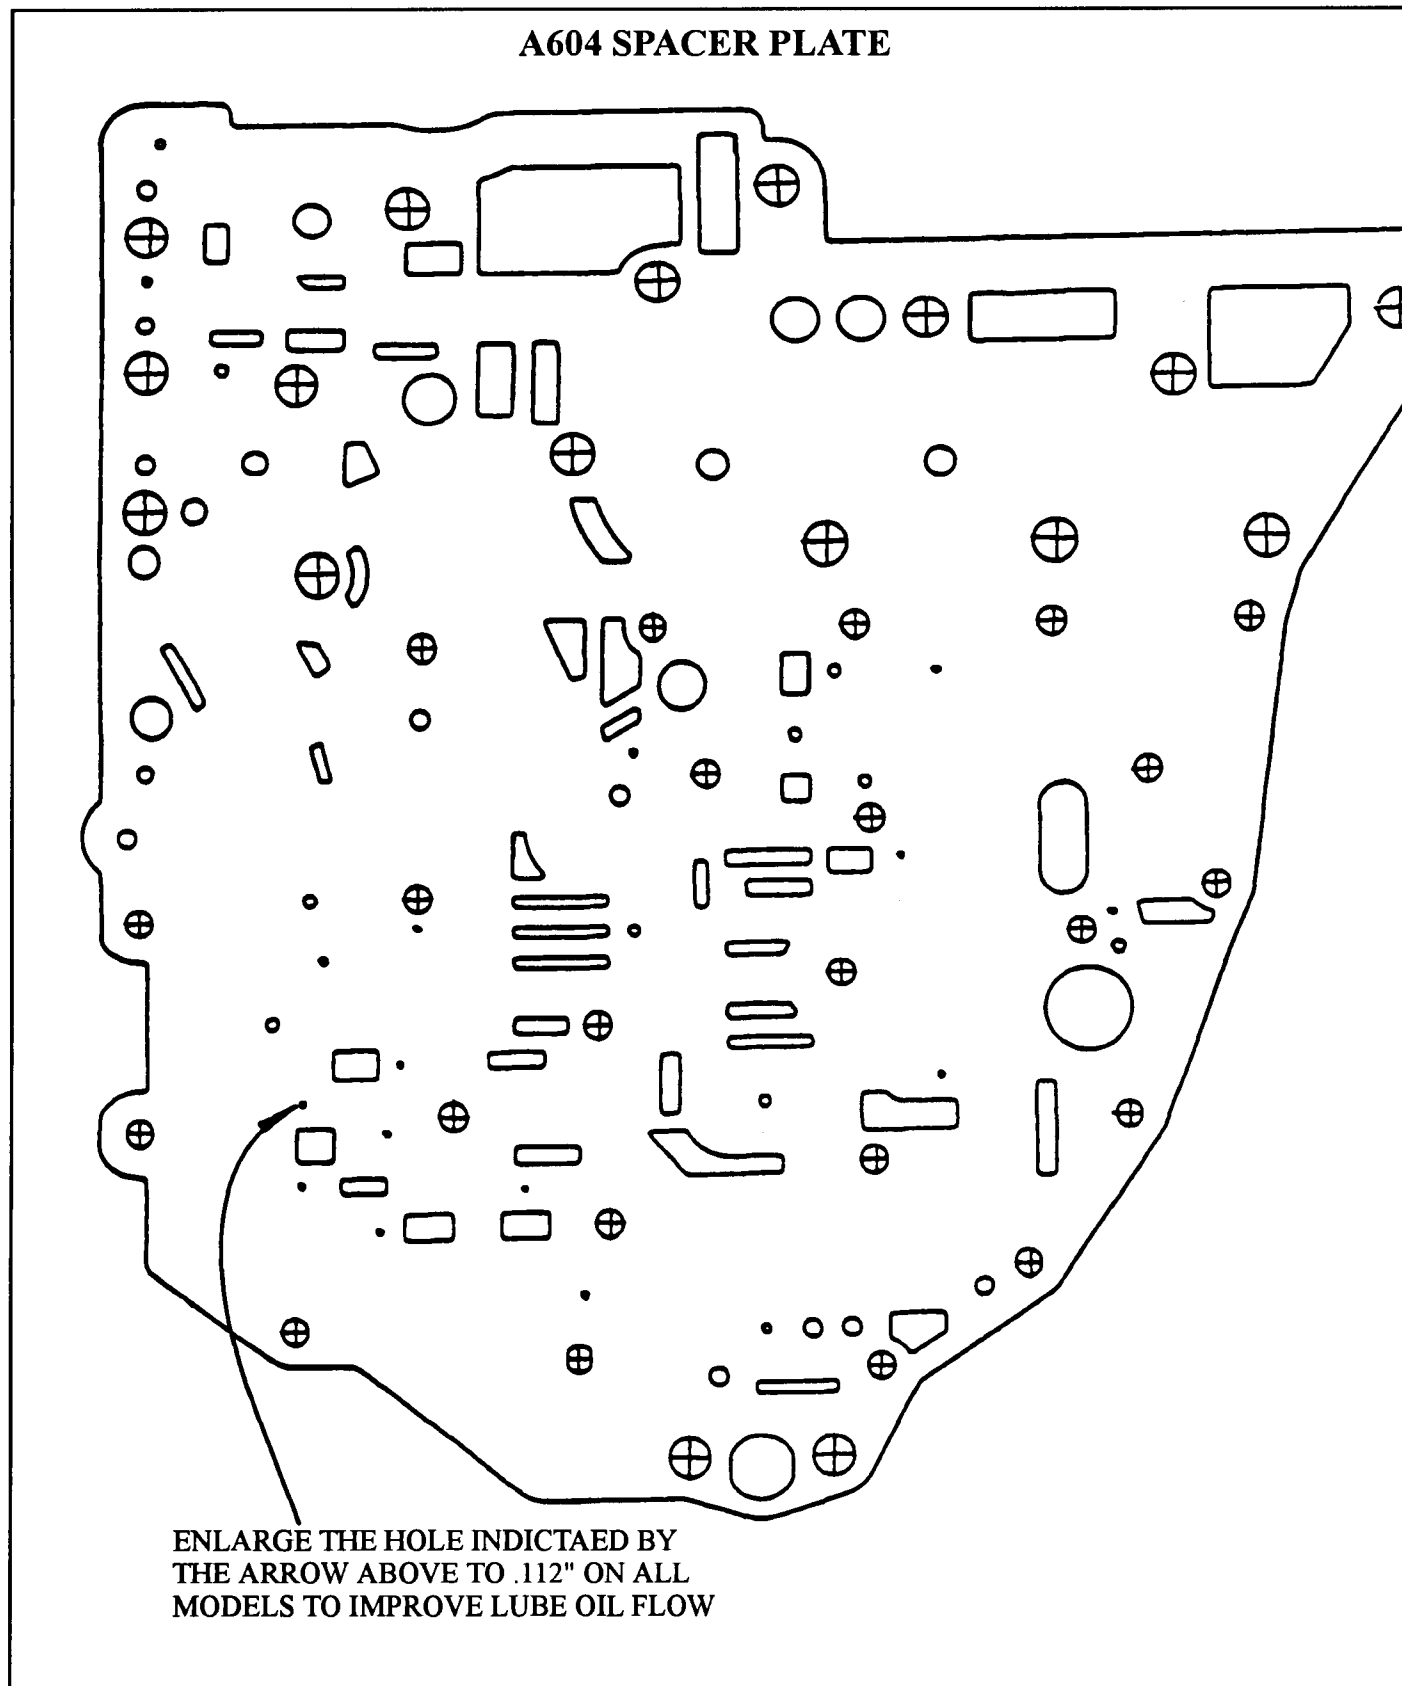 A604 SPACER PLATE
ENLARGE THE HOLE INDICTAED BY
THE ARROW ABOVE TO .112" ON ALL
MODELS TO IMPROVE LUBE OIL FLOW